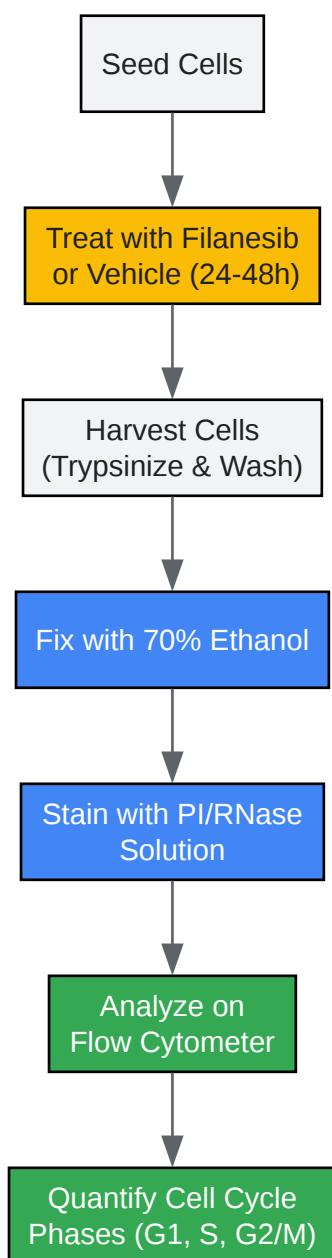 Seed Cells
Treat with Filanesib
or Vehicle (24-48h)
Harvest Cells
(Trypsinize & Wash)
Fix with 70% Ethanol
Stain with PI/RNase
Solution
Analyze on
Flow Cytometer
Quantify Cell Cycle
Phases (G1, S, G2/M)